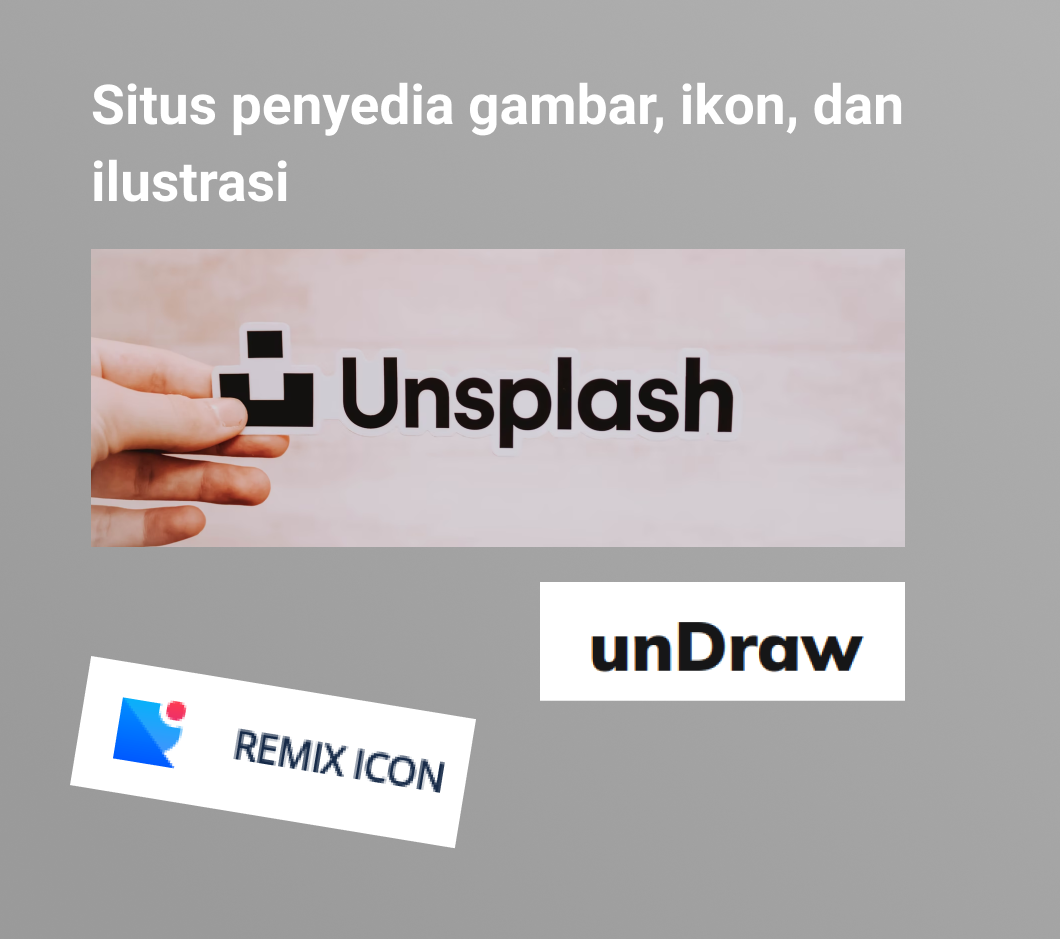 Situs penyedia gambar, ikon, dan
ilustrasi
Unsplash
unDraw
REMIX ICON